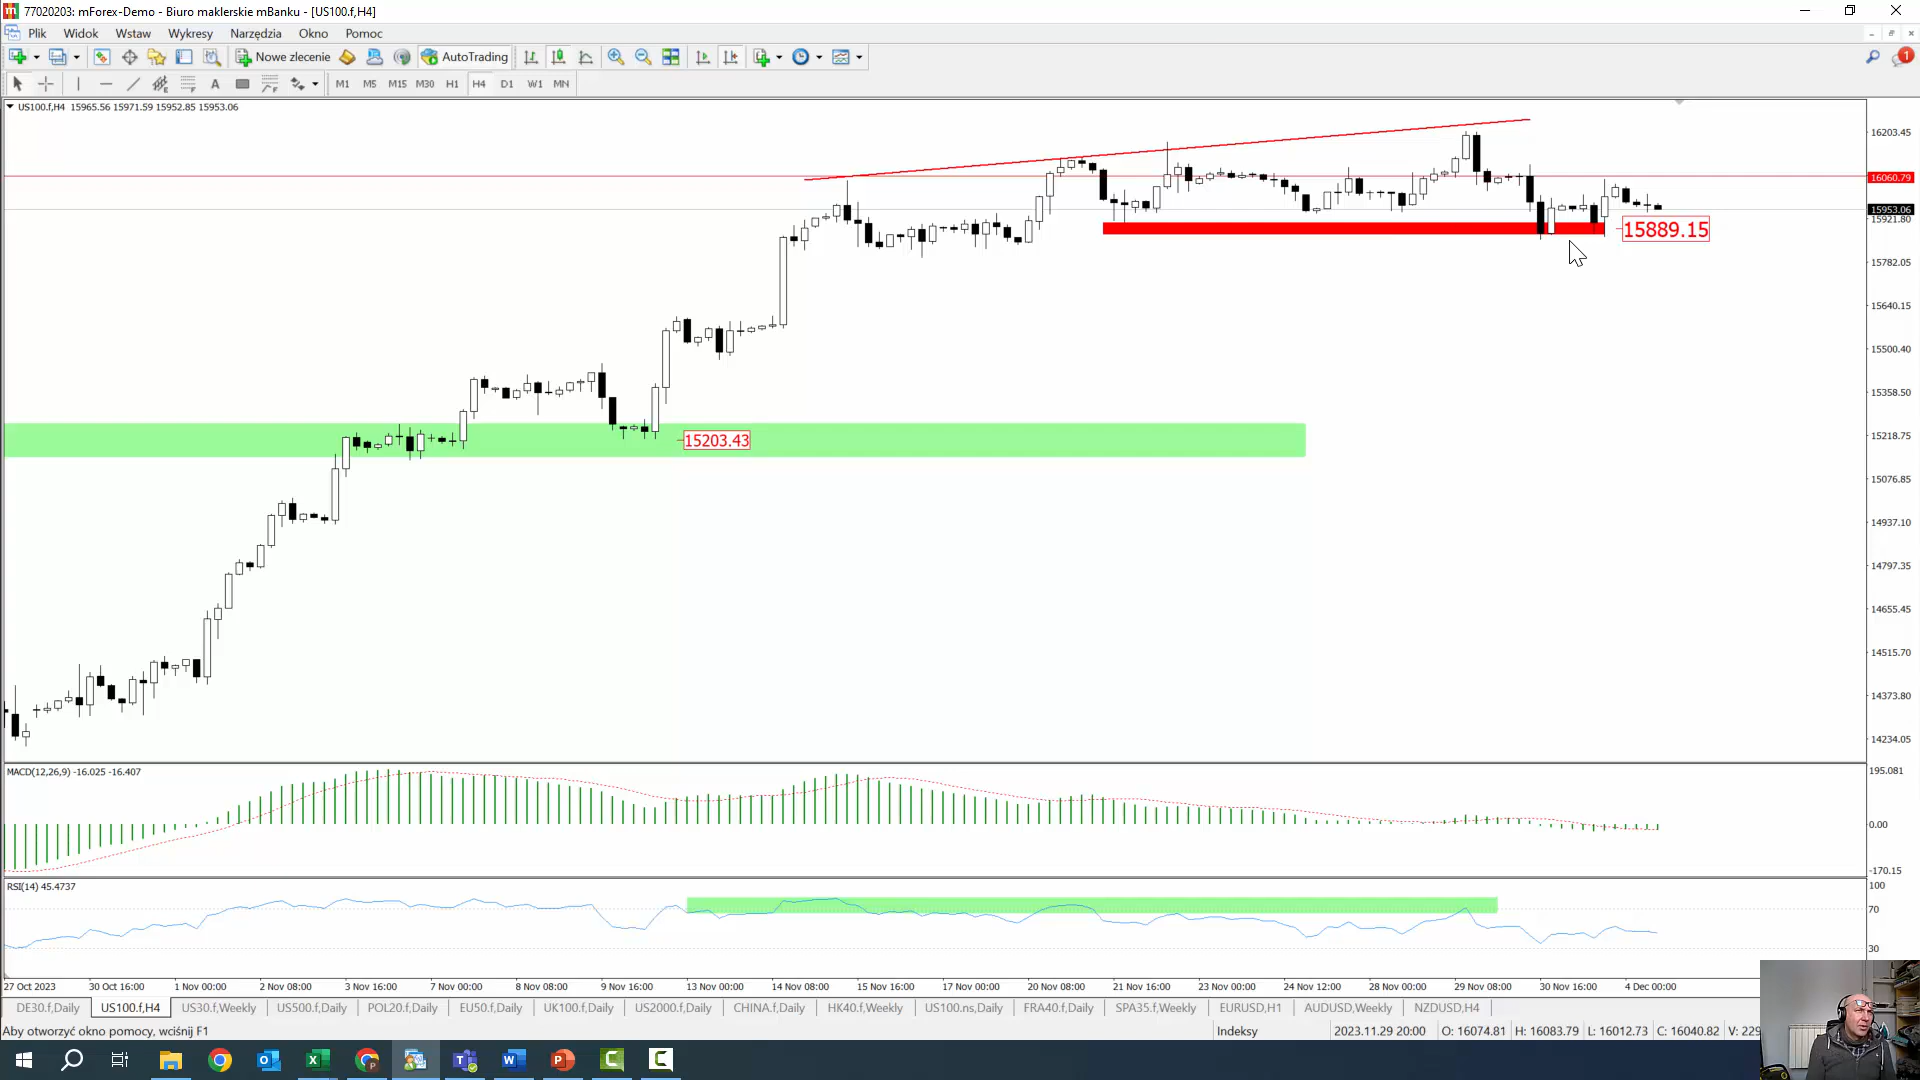 77020203: mForex-Demo - Biuro maklerskie mBanku - [US100.f,H4]
Plik Widok Wstaw Wykresy Narzędzia Okno Pomoc
Nowe zlecenie AutoTrading 1
A M1 M5 M15 M30 H1 H4 D1 W1 MN
US100.f,H4 15965.56 15971.59 15952.85 15953.06
16203.45
16060.79
15953.06
15921.80
15889.15
15782.05
15640.15
15500.40
15358.50
15218.75
15203.43
15076.85
14937.10
14797.35
14655.45
14515.70
14373.80
14234.05
MACD(12,26,9) -16.025 -16.407
195.081
0.00
-170.15
RSI(14) 45.4737
100
70
30
27 Oct 2023 30 Oct 16:00 1 Nov 00:00 2 Nov 08:00 3 Nov 16:00 7 Nov 00:00 8 Nov 08:00 9 Nov 16:00 13 Nov 00:00 14 Nov 08:00 15 Nov 16:00 17 Nov 00:00 20 Nov 08:00 21 Nov 16:00 23 Nov 00:00 24 Nov 12:00 28 Nov 00:00 29 Nov 08:00 30 Nov 16:00 4 Dec 00:00
DE30.f,Daily US100.f,H4 US30.f,Weekly US500.f,Daily POL20.f,Daily EU50.f,Daily UK100.f,Daily US2000.f,Daily CHINA.f,Daily HK40.f,Weekly US100.ns,Daily FRA40.f,Daily SPA35.f,Weekly EURUSD,H1 AUDUSD,Weekly NZDUSD,H4
Aby otworzyć okno pomocy, wciśnij F1 Indeksy 2023.11.29 20:00 O: 16074.81 H: 16083.79 L: 16012.73 C: 16040.82 V: 229